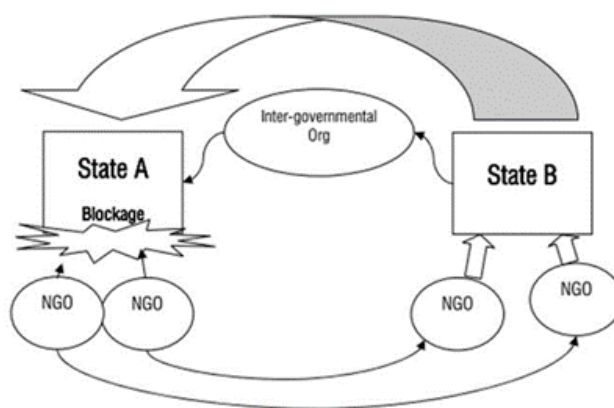 Inter-governmental
Org
State A
State B
Blockage
NGO
NGO
NGO
NGO